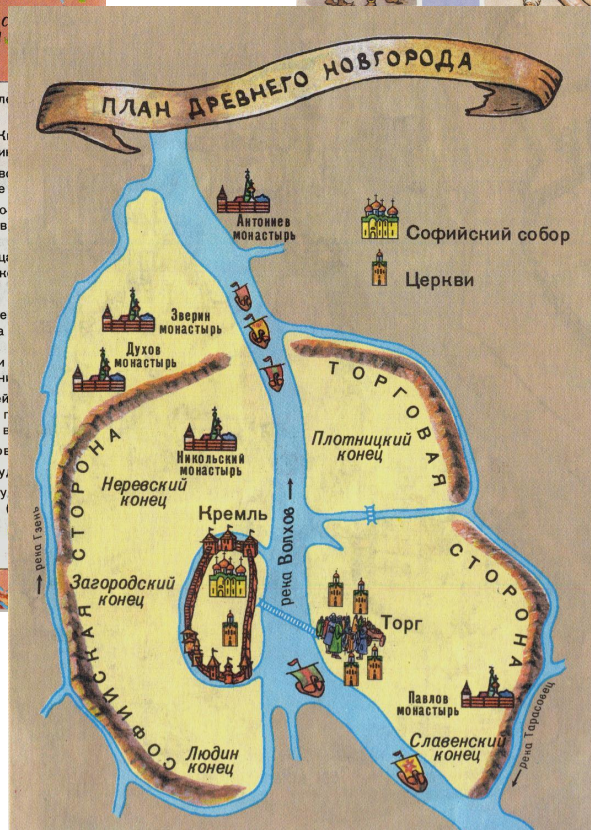 ПЛАН ДРЕВНЕГО НОВГОРОДА
Антониев
монастырь
Софийский собор
Церкви
Зверин
монастырь
Духов
монастырь
ТОРГОВАЯ
СТОРОНА
Плотницкий
конец
Никольский
монастырь
Неревский
конец
Кремль
СОФИЙСКАЯ СТОРОНА
река Гзень
река Волхов
Загородский
конец
Торг
Павлов
монастырь
Славенский
конец
река Тарасовец
Людин
конец